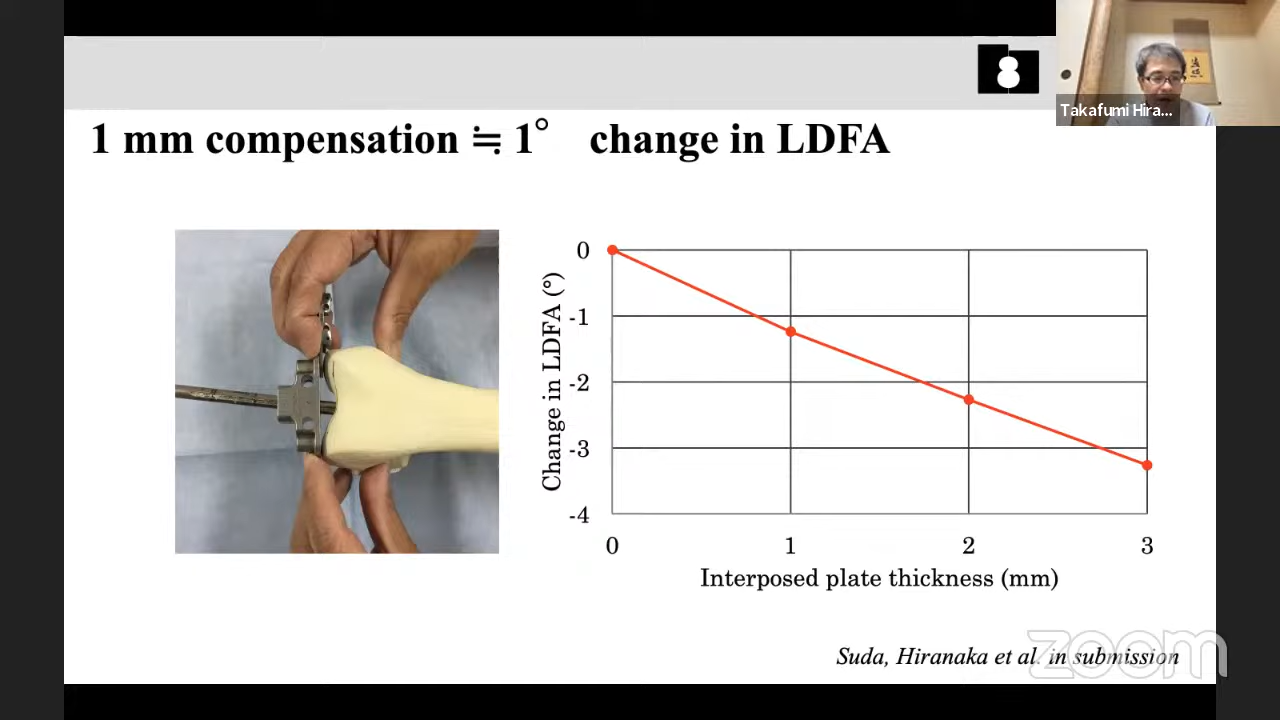 Takafumi Hira...
1 mm compensation ≒ 1° change in LDFA
Change in LDFA (°)
0
-1
-2
-3
-4
0 1 2 3
Interposed plate thickness (mm)
Suda, Hiranaka et al. in submission
zoom